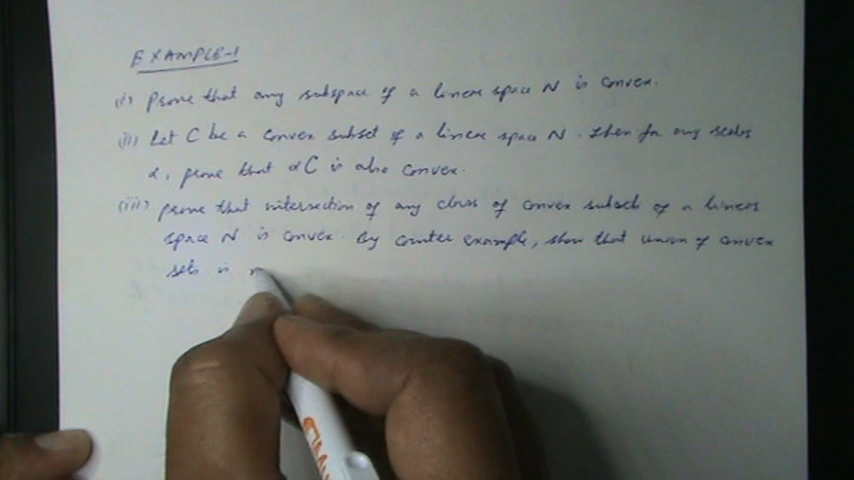 EXAMPLE-1
(i) Prove that any subspace of a linear space N is convex.
(ii) Let C be a convex subset of a linear space N. Then for any scalar
α, prove that αC is also convex.
(iii) prove that intersection of any class of convex subsets of a linear
space N is convex. By counter example, show that union of convex
sets is n